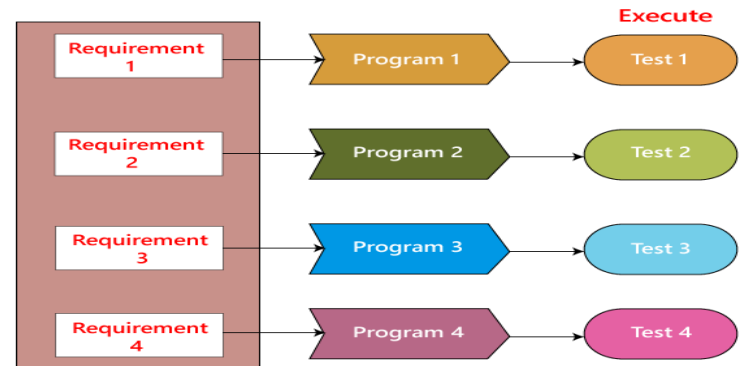 Execute
Requirement
1
Program 1
Test 1
Requirement
2
Program 2
Test 2
Requirement
3
Program 3
Test 3
Requirement
4
Program 4
Test 4